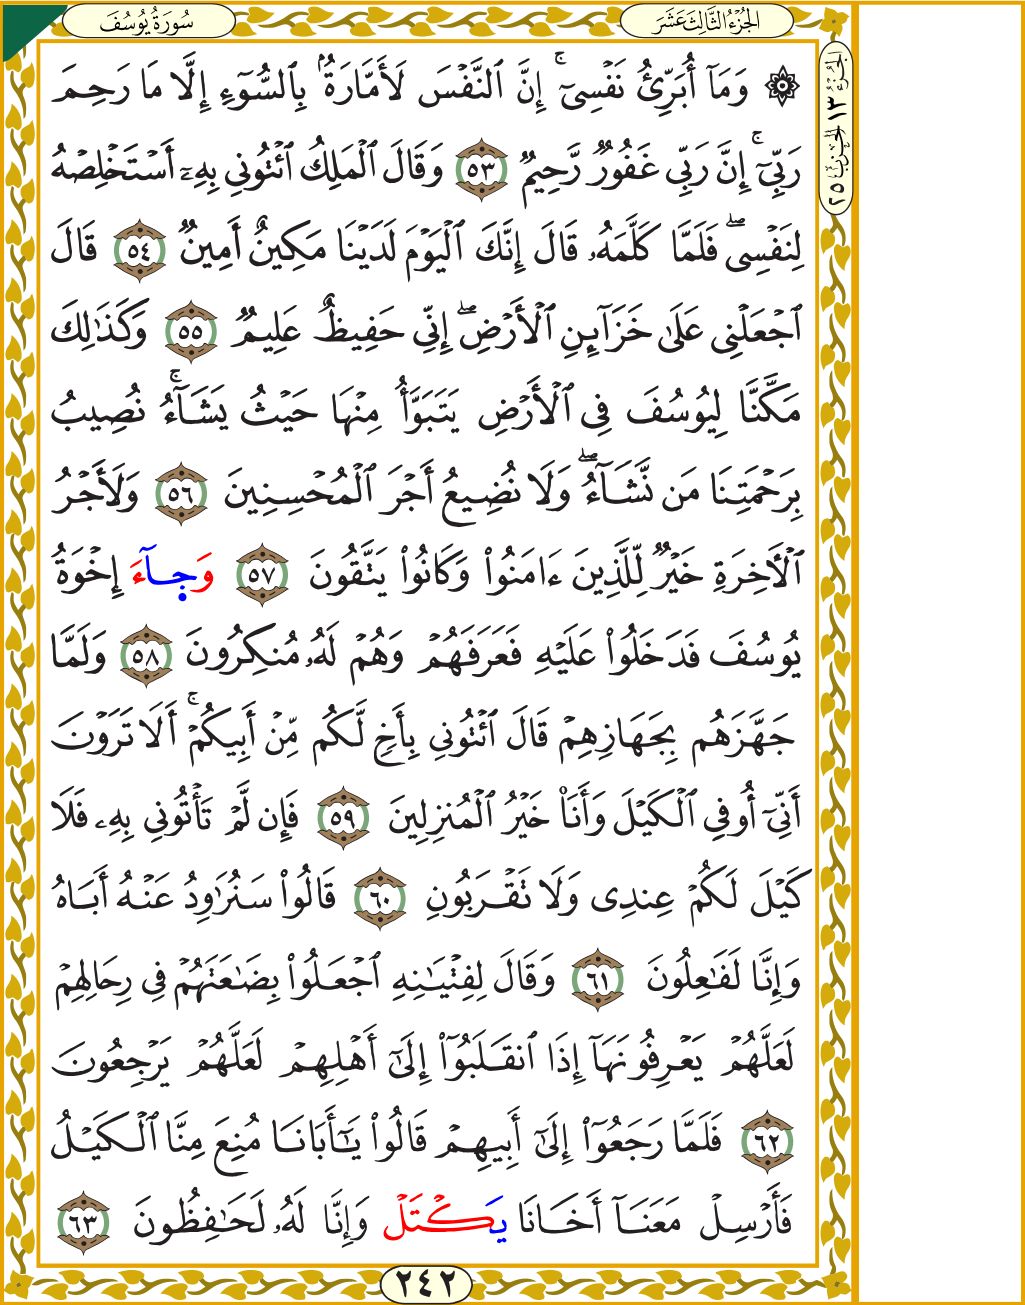 سُورَةُ يُوسُفَ
الجُزْءُ الثَّالِثَ عَشَرَ
الجُزْءُ ١٣ الحِزْبُ ٢٥
۞ وَمَآ أُبَرِّئُ نَفْسِىٓ ۚ إِنَّ ٱلنَّفْسَ لَأَمَّارَةٌۢ بِٱلسُّوٓءِ إِلَّا مَا رَحِمَ
رَبِّىٓ ۚ إِنَّ رَبِّى غَفُورٌ رَّحِيمٌ ٥٣ وَقَالَ ٱلْمَلِكُ ٱئْتُونِى بِهِۦٓ أَسْتَخْلِصْهُ
لِنَفْسِى ۖ فَلَمَّا كَلَّمَهُۥ قَالَ إِنَّكَ ٱلْيَوْمَ لَدَيْنَا مَكِينٌ أَمِينٌ ٥٤ قَالَ
ٱجْعَلْنِى عَلَىٰ خَزَآئِنِ ٱلْأَرْضِ ۖ إِنِّى حَفِيظٌ عَلِيمٌ ٥٥ وَكَذَٰلِكَ
مَكَّنَّا لِيُوسُفَ فِى ٱلْأَرْضِ يَتَبَوَّأُ مِنْهَا حَيْثُ يَشَآءُ ۚ نُصِيبُ
بِرَحْمَتِنَا مَن نَّشَآءُ ۖ وَلَا نُضِيعُ أَجْرَ ٱلْمُحْسِنِينَ ٥٦ وَلَأَجْرُ
ٱلْأَخِرَةِ خَيْرٌ لِّلَّذِينَ ءَامَنُوا۟ وَكَانُوا۟ يَتَّقُونَ ٥٧ وَجِآءَ إِخْوَةُ
يُوسُفَ فَدَخَلُوا۟ عَلَيْهِ فَعَرَفَهُمْ وَهُمْ لَهُۥ مُنكِرُونَ ٥٨ وَلَمَّا
جَهَّزَهُم بِجَهَازِهِمْ قَالَ ٱئْتُونِى بِأَخٍ لَّكُم مِّنْ أَبِيكُمْ ۚ أَلَا تَرَوْنَ
أَنِّىٓ أُوفِى ٱلْكَيْلَ وَأَنَا۠ خَيْرُ ٱلْمُنزِلِينَ ٥٩ فَإِن لَّمْ تَأْتُونِى بِهِۦ فَلَا
كَيْلَ لَكُمْ عِندِى وَلَا تَقْرَبُونِ ٦٠ قَالُوا۟ سَنُرَٰوِدُ عَنْهُ أَبَاهُ
وَإِنَّا لَفَٰعِلُونَ ٦١ وَقَالَ لِفِتْيَٰنِهِ ٱجْعَلُوا۟ بِضَٰعَتَهُمْ فِى رِحَالِهِمْ
لَعَلَّهُمْ يَعْرِفُونَهَآ إِذَا ٱنقَلَبُوٓا۟ إِلَىٰٓ أَهْلِهِمْ لَعَلَّهُمْ يَرْجِعُونَ
٦٢ فَلَمَّا رَجَعُوٓا۟ إِلَىٰٓ أَبِيهِمْ قَالُوا۟ يَٰٓأَبَانَا مُنِعَ مِنَّا ٱلْكَيْلُ
فَأَرْسِلْ مَعَنَآ أَخَانَا يَكْتَلْ وَإِنَّا لَهُۥ لَحَٰفِظُونَ ٦٣
٢٤٢